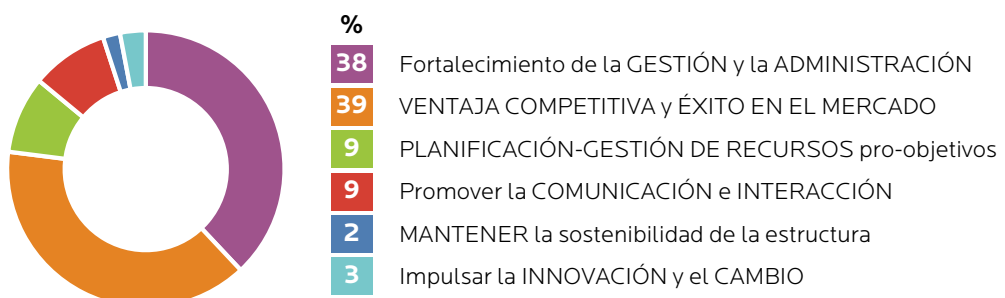 %
38 Fortalecimiento de la GESTIÓN y la ADMINISTRACIÓN
39 VENTAJA COMPETITIVA y ÉXITO EN EL MERCADO
9 PLANIFICACIÓN-GESTIÓN DE RECURSOS pro-objetivos
9 Promover la COMUNICACIÓN e INTERACCIÓN
2 MANTENER la sostenibilidad de la estructura
3 Impulsar la INNOVACIÓN y el CAMBIO